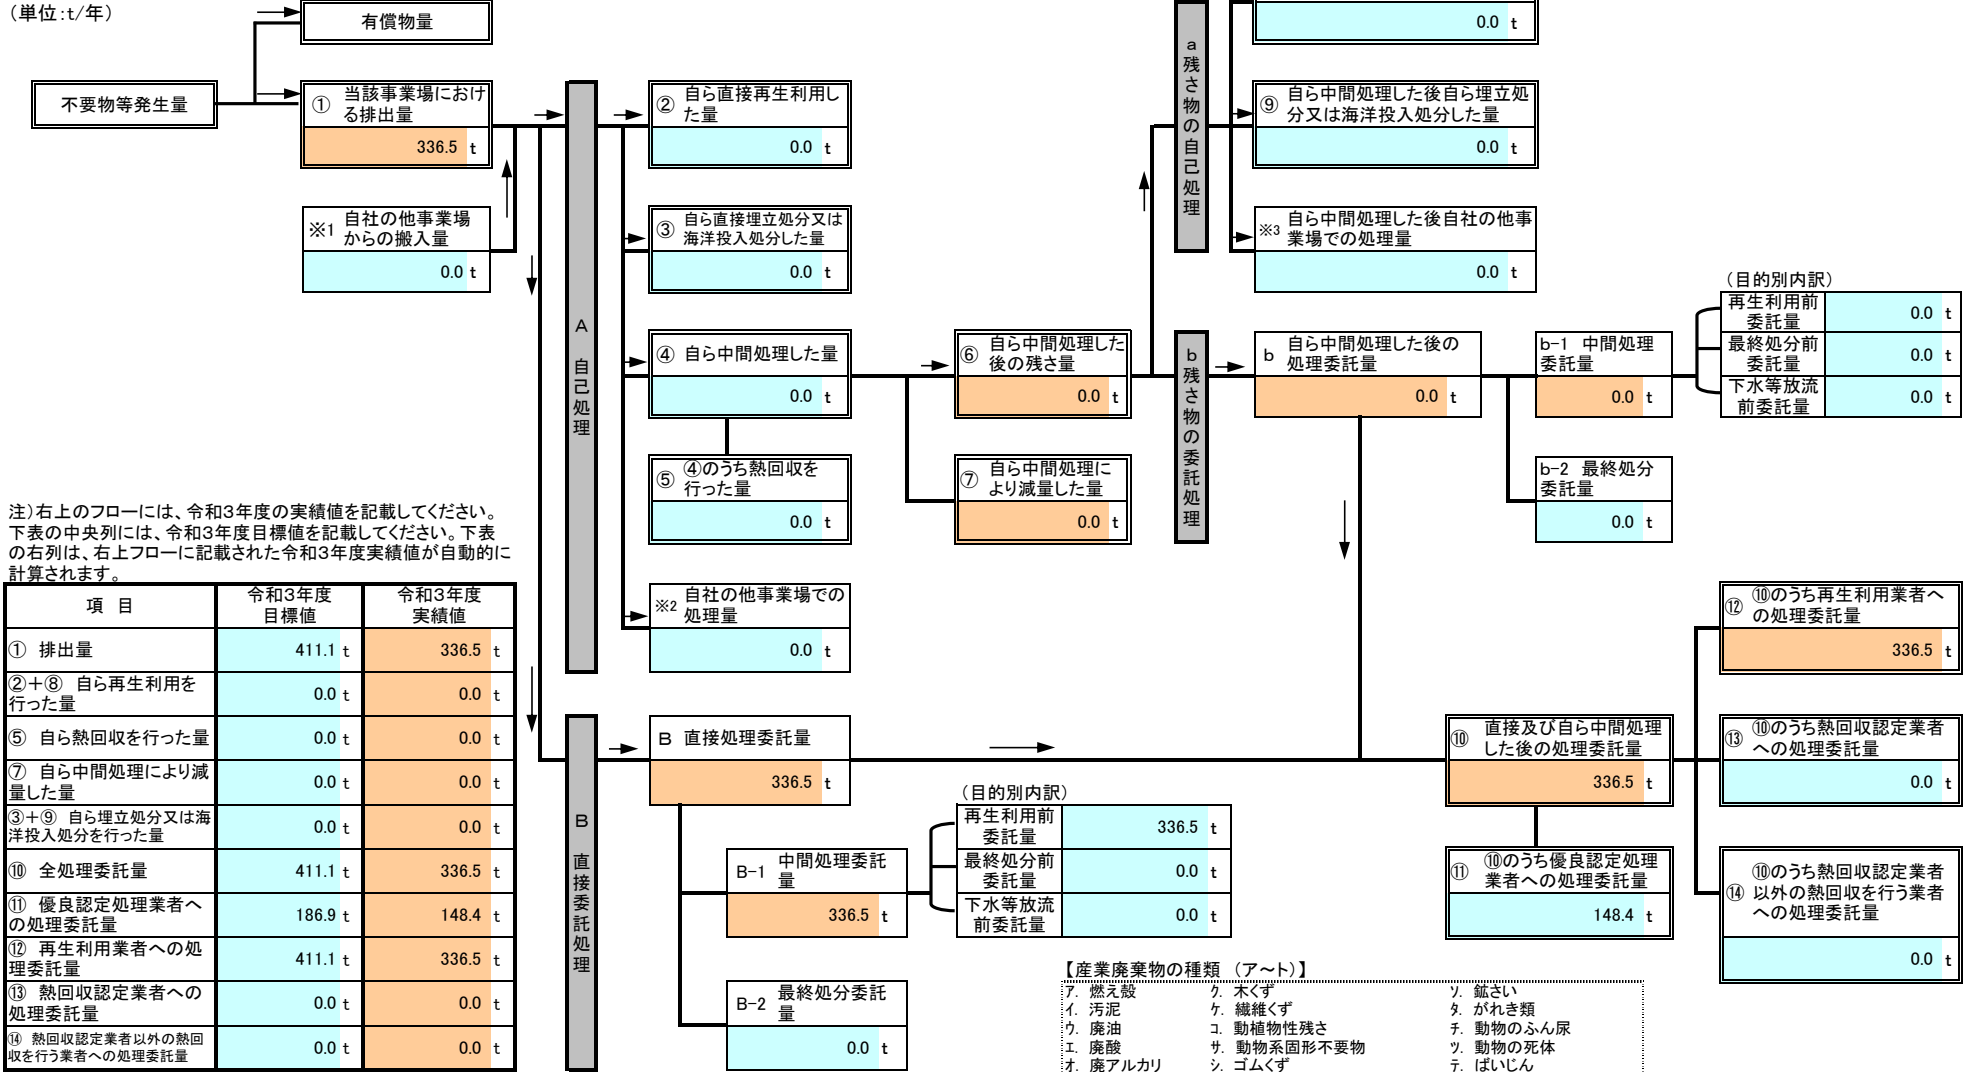 （単位：t/年）
有償物量
不要物等発生量
① 当該事業場におけ
る排出量
336.5 t
※1 自社の他事業場
からの搬入量
0.0 t
A 自己処理
② 自ら直接再生利用し
た量
0.0 t
③ 自ら直接埋立処分又は
海洋投入処分した量
0.0 t
④ 自ら中間処理した量
0.0 t
⑤ ④のうち熱回収を
行った量
0.0 t
※2 自社の他事業場での
処理量
0.0 t
⑥ 自ら中間処理した
後の残さ量
0.0 t
⑦ 自ら中間処理に
より減量した量
0.0 t
a 残さ物の自己処理
0.0 t
⑨ 自ら中間処理した後自ら埋立処
分又は海洋投入処分した量
0.0 t
※3 自ら中間処理した後自社の他事
業場での処理量
0.0 t
b 残さ物の委託処理
b 自ら中間処理した後の
処理委託量
0.0 t
b-1 中間処理
委託量
0.0 t
b-2 最終処分
委託量
0.0 t
（目的別内訳）
再生利用前
委託量
0.0 t
最終処分前
委託量
0.0 t
下水等放流
前委託量
0.0 t
注）右上のフローには、令和3年度の実績値を記載してください。
下表の中央列には、令和3年度目標値を記載してください。下表
の右列は、右上フローに記載された令和3年度実績値が自動的に
計算されます。
項 目 令和3年度 目標値 令和3年度 実績値
① 排出量 411.1 t 336.5 t
②＋⑧ 自ら再生利用を
行った量 0.0 t 0.0 t
⑤ 自ら熱回収を行った量 0.0 t 0.0 t
⑦ 自ら中間処理により減
量した量 0.0 t 0.0 t
③＋⑨ 自ら埋立処分又は海
洋投入処分を行った量 0.0 t 0.0 t
⑩ 全処理委託量 411.1 t 336.5 t
⑪ 優良認定処理業者へ
の処理委託量 186.9 t 148.4 t
⑫ 再生利用業者への処
理委託量 411.1 t 336.5 t
⑬ 熱回収認定業者への
処理委託量 0.0 t 0.0 t
⑭ 熱回収認定業者以外の熱回
収を行う業者への処理委託量 0.0 t 0.0 t
B 直接委託処理
B 直接処理委託量
336.5 t
B-1 中間処理委託
量
336.5 t
B-2 最終処分委託
量
0.0 t
（目的別内訳）
再生利用前
委託量
336.5 t
最終処分前
委託量
0.0 t
下水等放流
前委託量
0.0 t
⑩ 直接及び自ら中間処理
した後の処理委託量
336.5 t
⑪ ⑩のうち優良認定処理
業者への処理委託量
148.4 t
⑫ ⑩のうち再生利用業者へ
の処理委託量
336.5 t
⑬ ⑩のうち熱回収認定業者
への処理委託量
0.0 t
⑭ ⑩のうち熱回収認定業者
以外の熱回収を行う業者
への処理委託量
0.0 t
【産業廃棄物の種類 （ア～ト）】
ア. 燃え殻 ク. 木くず ソ. 鉱さい
イ. 汚泥 ケ. 繊維くず タ. がれき類
ウ. 廃油 コ. 動植物性残さ チ. 動物のふん尿
エ. 廃酸 サ. 動物系固形不要物 ツ. 動物の死体
オ. 廃アルカリ シ. ゴムくず テ. ばいじん